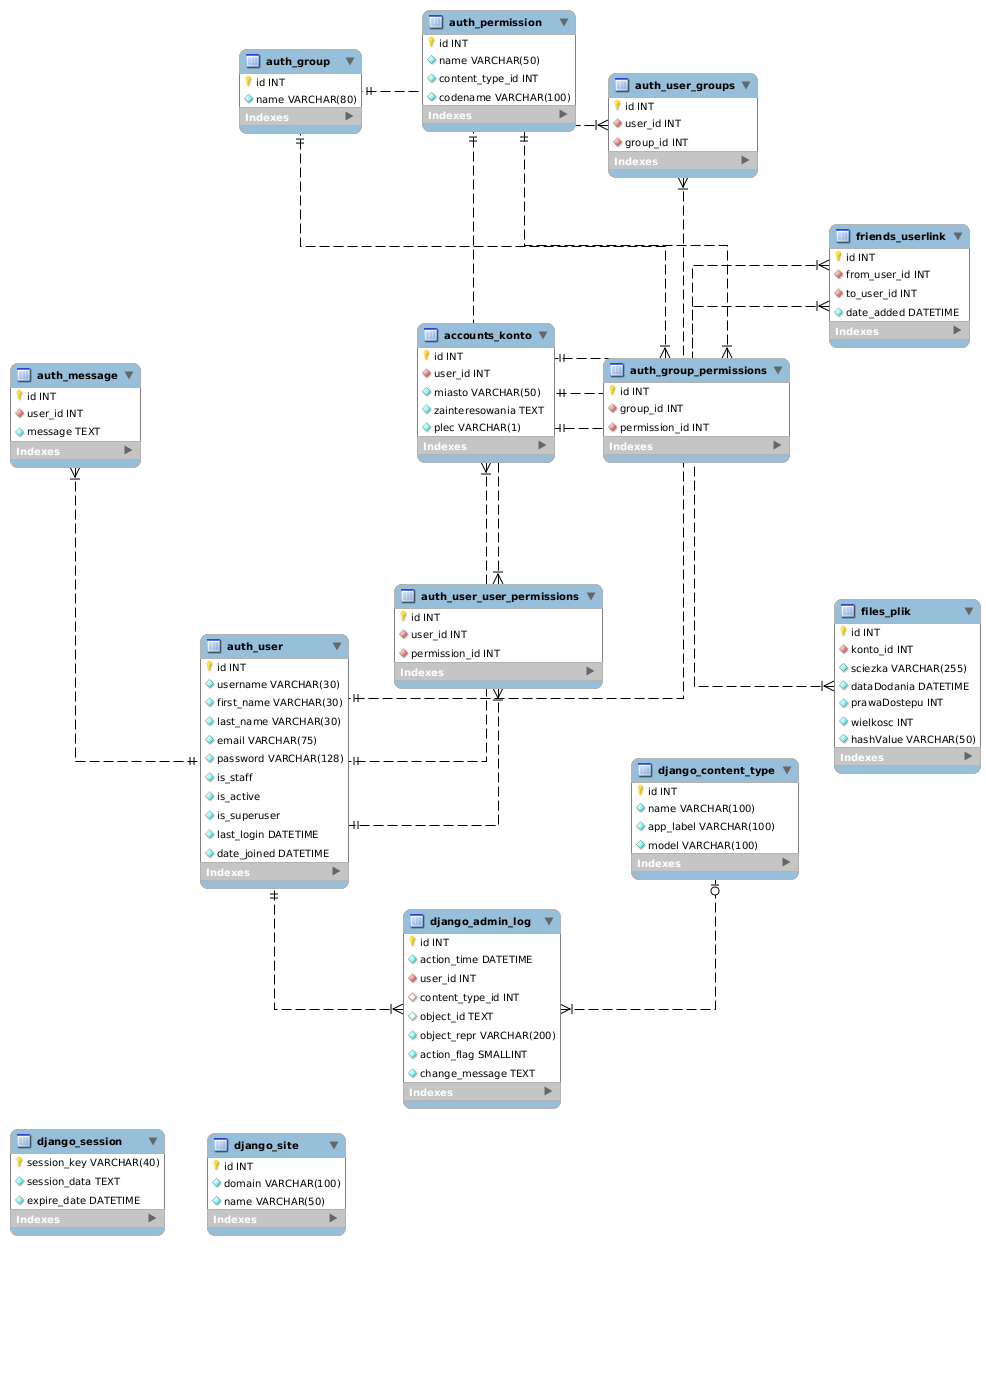 auth_permission
id INT
name VARCHAR(50)
content_type_id INT
codename VARCHAR(100)
Indexes
auth_group
id INT
name VARCHAR(80)
Indexes
auth_user_groups
id INT
user_id INT
group_id INT
Indexes
friends_userlink
id INT
from_user_id INT
to_user_id INT
date_added DATETIME
Indexes
accounts_konto
id INT
user_id INT
miasto VARCHAR(50)
zainteresowania TEXT
plec VARCHAR(1)
Indexes
auth_group_permissions
id INT
group_id INT
permission_id INT
Indexes
auth_message
id INT
user_id INT
message TEXT
Indexes
auth_user_user_permissions
id INT
user_id INT
permission_id INT
Indexes
files_plik
id INT
konto_id INT
sciezka VARCHAR(255)
dataDodania DATETIME
prawaDostepu INT
wielkosc INT
hashValue VARCHAR(50)
Indexes
auth_user
id INT
username VARCHAR(30)
first_name VARCHAR(30)
last_name VARCHAR(30)
email VARCHAR(75)
password VARCHAR(128)
is_staff
is_active
is_superuser
last_login DATETIME
date_joined DATETIME
Indexes
django_content_type
id INT
name VARCHAR(100)
app_label VARCHAR(100)
model VARCHAR(100)
Indexes
django_admin_log
id INT
action_time DATETIME
user_id INT
content_type_id INT
object_id TEXT
object_repr VARCHAR(200)
action_flag SMALLINT
change_message TEXT
Indexes
django_session
session_key VARCHAR(40)
session_data TEXT
expire_date DATETIME
Indexes
django_site
id INT
domain VARCHAR(100)
name VARCHAR(50)
Indexes